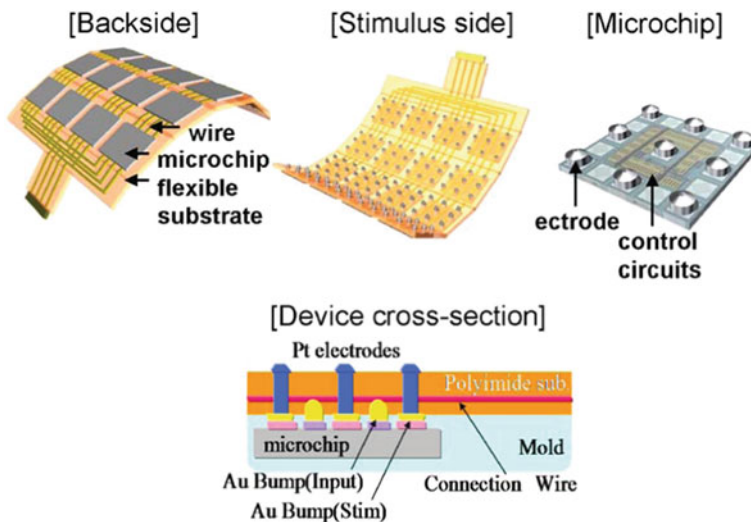 [Backside]
[Stimulus side]
[Microchip]
wire
microchip
flexible
substrate
ectrode
control
circuits
[Device cross-section]
Pt electrodes
Polyimide sub.
microchip
Mold
Au Bump(Input)
Connection Wire
Au Bump(Stim)